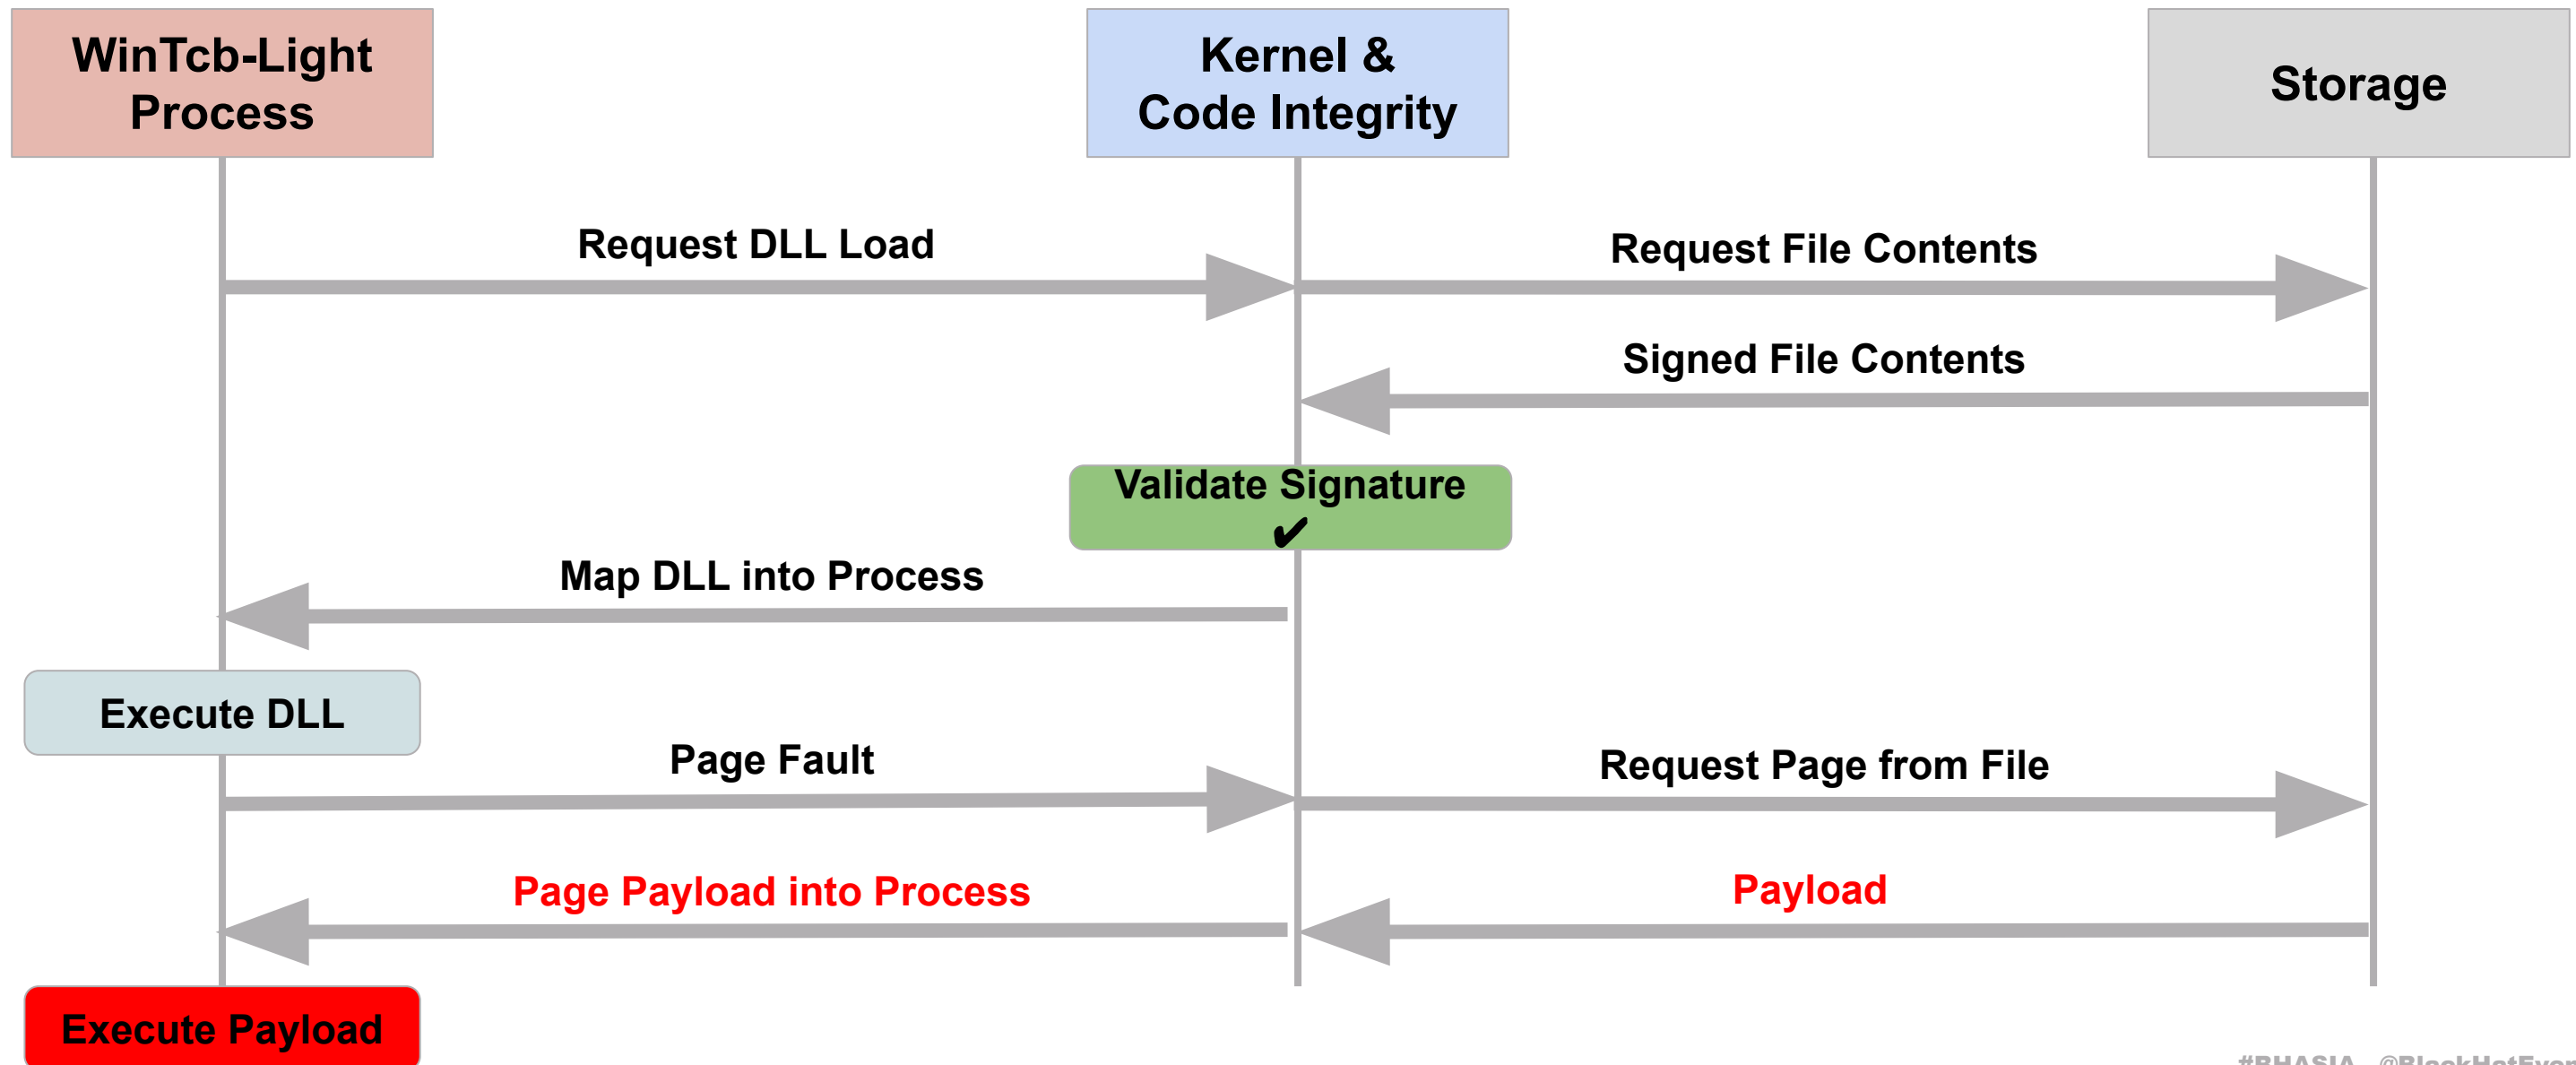 WinTcb-Light
Process
Kernel &
Code Integrity
Storage
Request DLL Load
Request File Contents
Signed File Contents
Validate Signature
✔
Map DLL into Process
Execute DLL
Page Fault
Request Page from File
Page Payload into Process
Payload
Execute Payload
#BHASIA